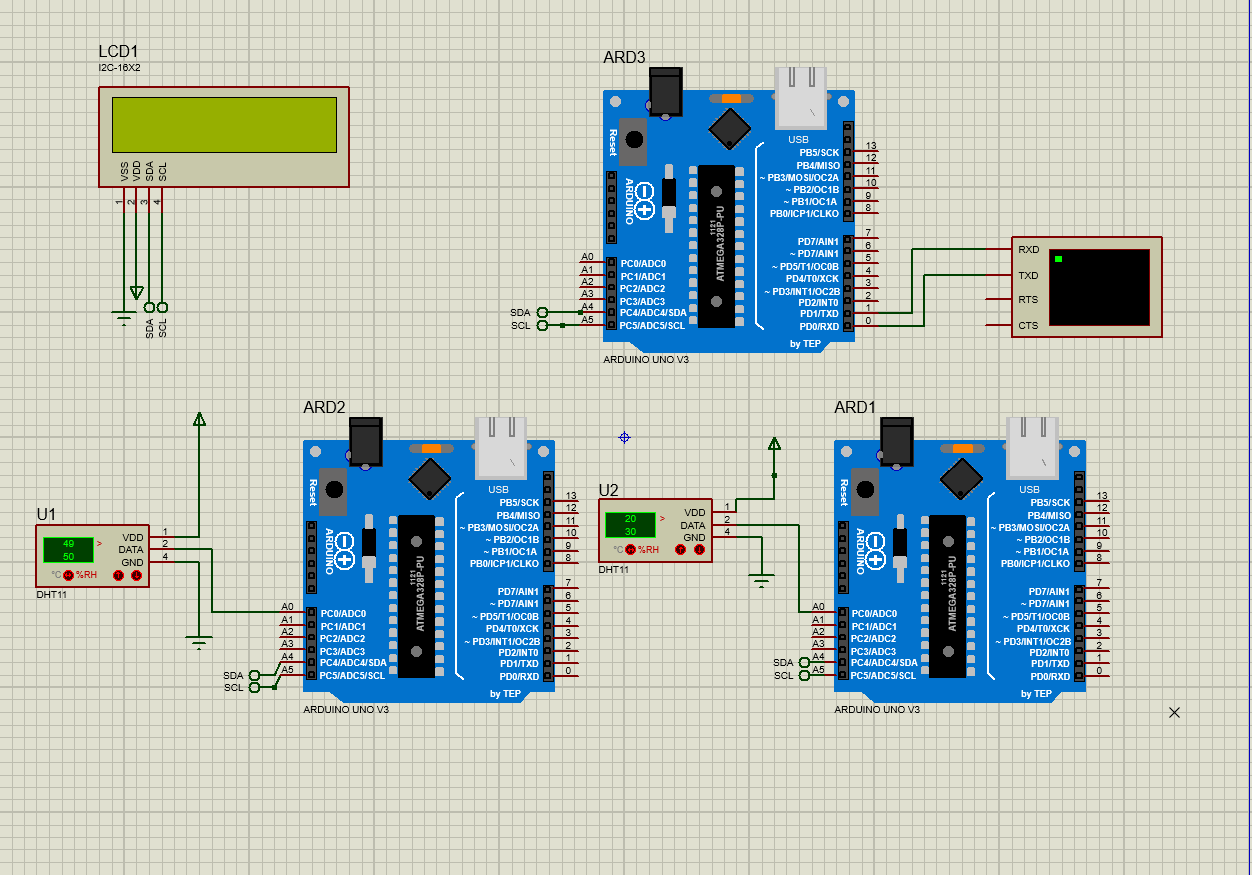 LCD1
I2C-16X2
VSS
VDD
SDA
SCL
1
2
3
4
SDA
SCL
ARD3
Reset
ARDUINO
1121
ATMEGA328P-PU
USB
PB5/SCK 13
PB4/MISO 12
~ PB3/MOSI/OC2A 11
~ PB2/OC1B 10
~ PB1/OC1A 9
PB0/ICP1/CLKO 8
PD7/AIN1 7
~ PD7/AIN1 6
~ PD5/T1/OC0B 5
PD4/T0/XCK 4
~ PD3/INT1/OC2B 3
PD2/INT0 2
PD1/TXD 1
PD0/RXD 0
A0 PC0/ADC0
A1 PC1/ADC1
A2 PC2/ADC2
A3 PC3/ADC3
SDA A4 PC4/ADC4/SDA
SCL A5 PC5/ADC5/SCL
by TEP
ARDUINO UNO V3
RXD
TXD
RTS
CTS
U1
49
50
>
°C %RH
VDD 1
DATA 2
GND 4
DHT11
ARD2
Reset
ARDUINO
1121
ATMEGA328P-PU
USB
PB5/SCK 13
PB4/MISO 12
~ PB3/MOSI/OC2A 11
~ PB2/OC1B 10
~ PB1/OC1A 9
PB0/ICP1/CLKO 8
PD7/AIN1 7
~ PD7/AIN1 6
~ PD5/T1/OC0B 5
PD4/T0/XCK 4
~ PD3/INT1/OC2B 3
PD2/INT0 2
PD1/TXD 1
PD0/RXD 0
A0 PC0/ADC0
A1 PC1/ADC1
A2 PC2/ADC2
A3 PC3/ADC3
SDA A4 PC4/ADC4/SDA
SCL A5 PC5/ADC5/SCL
by TEP
ARDUINO UNO V3
U2
20
30
>
°C %RH
VDD 1
DATA 2
GND 4
DHT11
ARD1
Reset
ARDUINO
1121
ATMEGA328P-PU
USB
PB5/SCK 13
PB4/MISO 12
~ PB3/MOSI/OC2A 11
~ PB2/OC1B 10
~ PB1/OC1A 9
PB0/ICP1/CLKO 8
PD7/AIN1 7
~ PD7/AIN1 6
~ PD5/T1/OC0B 5
PD4/T0/XCK 4
~ PD3/INT1/OC2B 3
PD2/INT0 2
PD1/TXD 1
PD0/RXD 0
A0 PC0/ADC0
A1 PC1/ADC1
A2 PC2/ADC2
A3 PC3/ADC3
SDA A4 PC4/ADC4/SDA
SCL A5 PC5/ADC5/SCL
by TEP
ARDUINO UNO V3